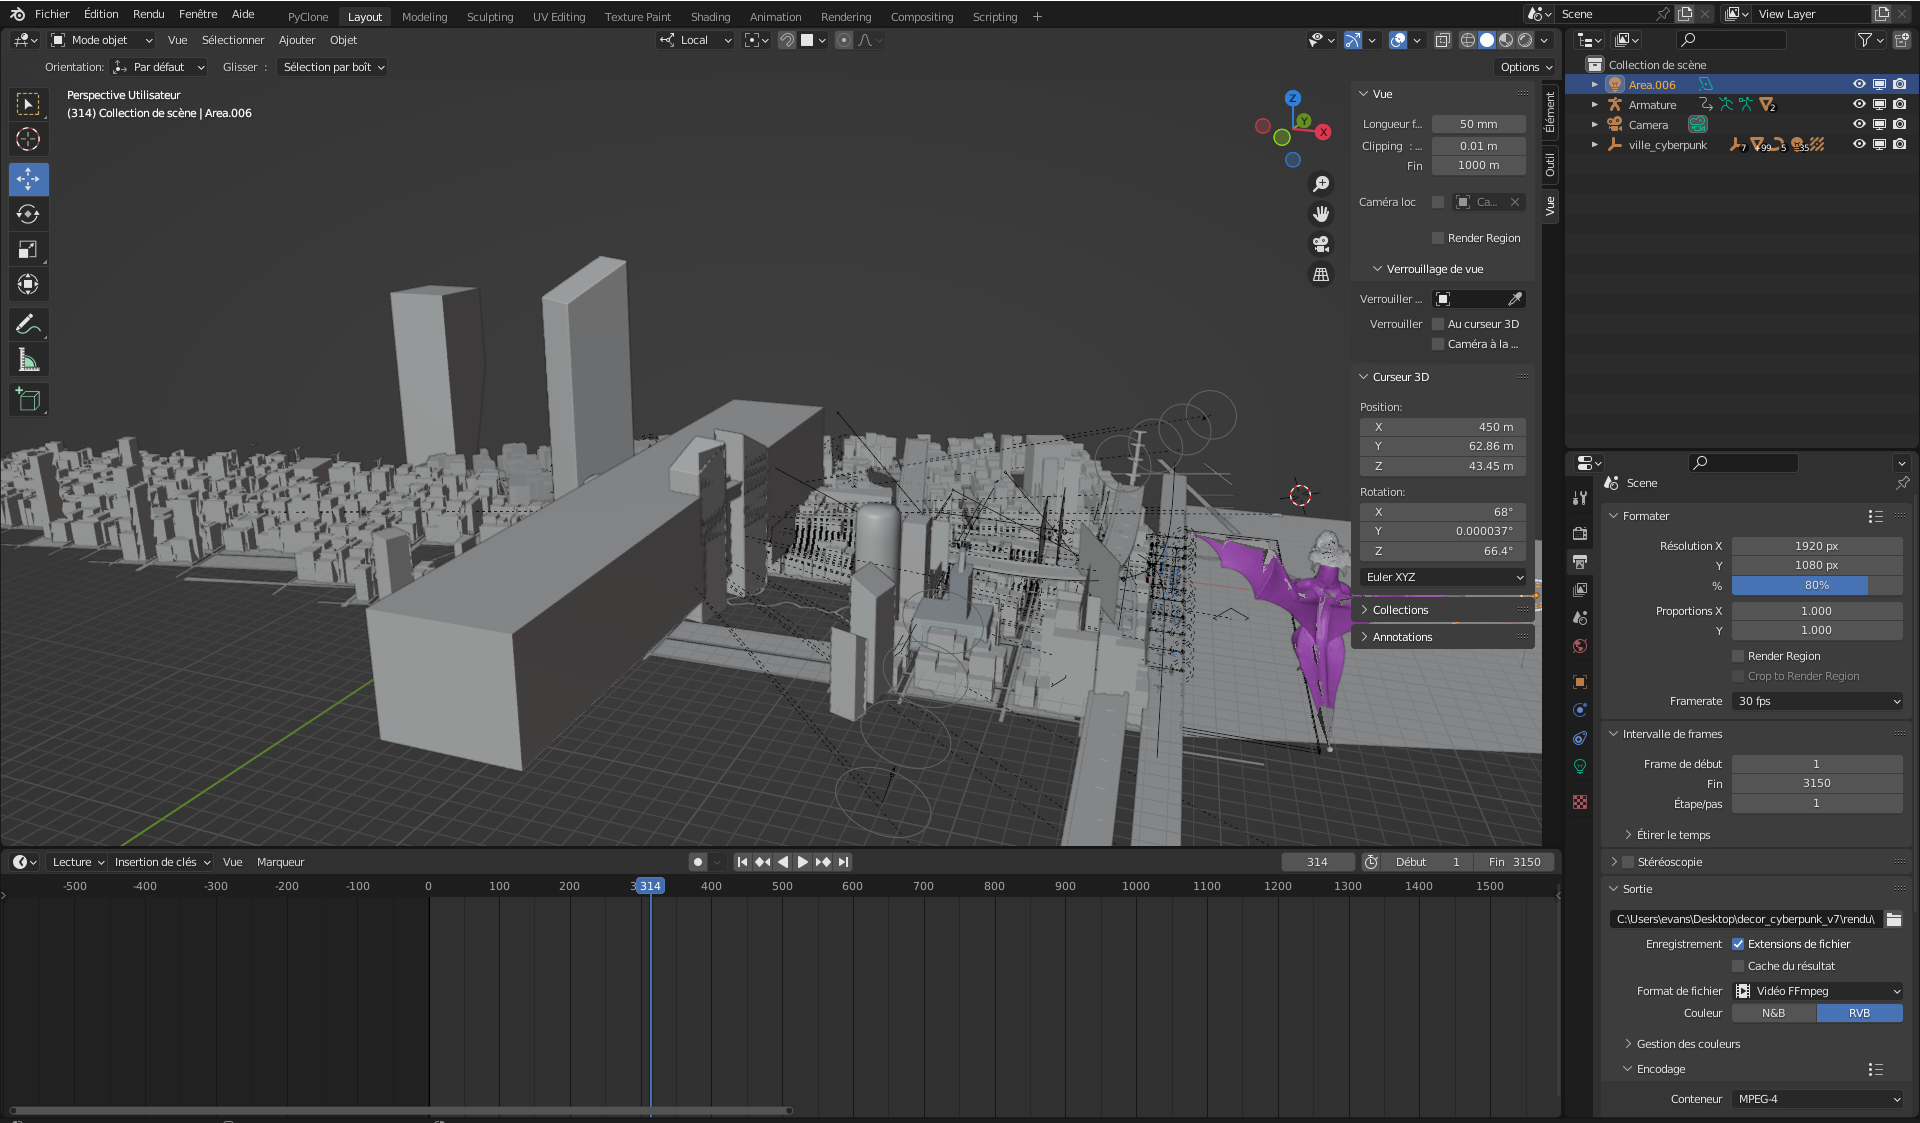 Fichier Édition Rendu Fenêtre Aide PyClone Layout Modeling Sculpting UV Editing Texture Paint Shading Animation Rendering Compositing Scripting + Scene View Layer
Mode objet Vue Sélectionner Ajouter Objet Local
Orientation: Par défaut Glisser : Sélection par boît Options
Perspective Utilisateur
(314) Collection de scène | Area.006
Z
Y
X
Vue
Longueur f... 50 mm
Clipping : ... 0.01 m
Fin 1000 m
Caméra loc Ca...
Render Region
Verrouillage de vue
Verrouiller ...
Verrouiller Au curseur 3D
Caméra à la ...
Curseur 3D
Position:
X 450 m
Y 62.86 m
Z 43.45 m
Rotation:
X 68°
Y 0.000037°
Z 66.4°
Euler XYZ
Collections
Annotations
Élément
Outil
Vue
Collection de scène
Area.006
Armature 2
Camera
ville_cyberpunk 7 +99 5 35
Scene
Formater
Résolution X 1920 px
Y 1080 px
% 80%
Proportions X 1.000
Y 1.000
Render Region
Crop to Render Region
Framerate 30 fps
Intervalle de frames
Frame de début 1
Fin 3150
Étape/pas 1
Étirer le temps
Stéréoscopie
Sortie
C:\Users\evans\Desktop\decor_cyberpunk_v7\rendu\
Enregistrement Extensions de fichier
Cache du résultat
Format de fichier Vidéo FFmpeg
Couleur N&B RVB
Gestion des couleurs
Encodage
Conteneur MPEG-4
Lecture Insertion de clés Vue Marqueur 314 Début 1 Fin 3150
-500 -400 -300 -200 -100 0 100 200 3 314 400 500 600 700 800 900 1000 1100 1200 1300 1400 1500